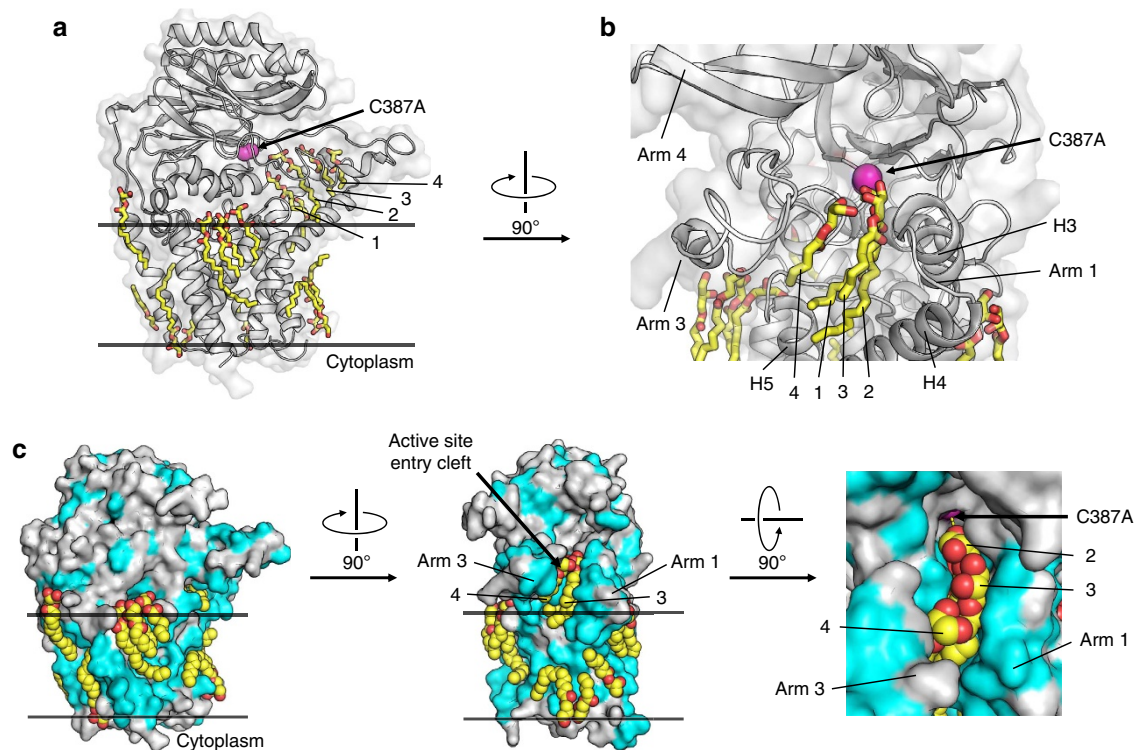 a
C387A
4
3
2
1
Cytoplasm
90°
b
Arm 4
C387A
H3
Arm 1
Arm 3
H5
4
1
3
2
H4
c
Cytoplasm
90°
Active site
entry cleft
Arm 3
Arm 1
4
3
90°
C387A
2
3
4
Arm 1
Arm 3